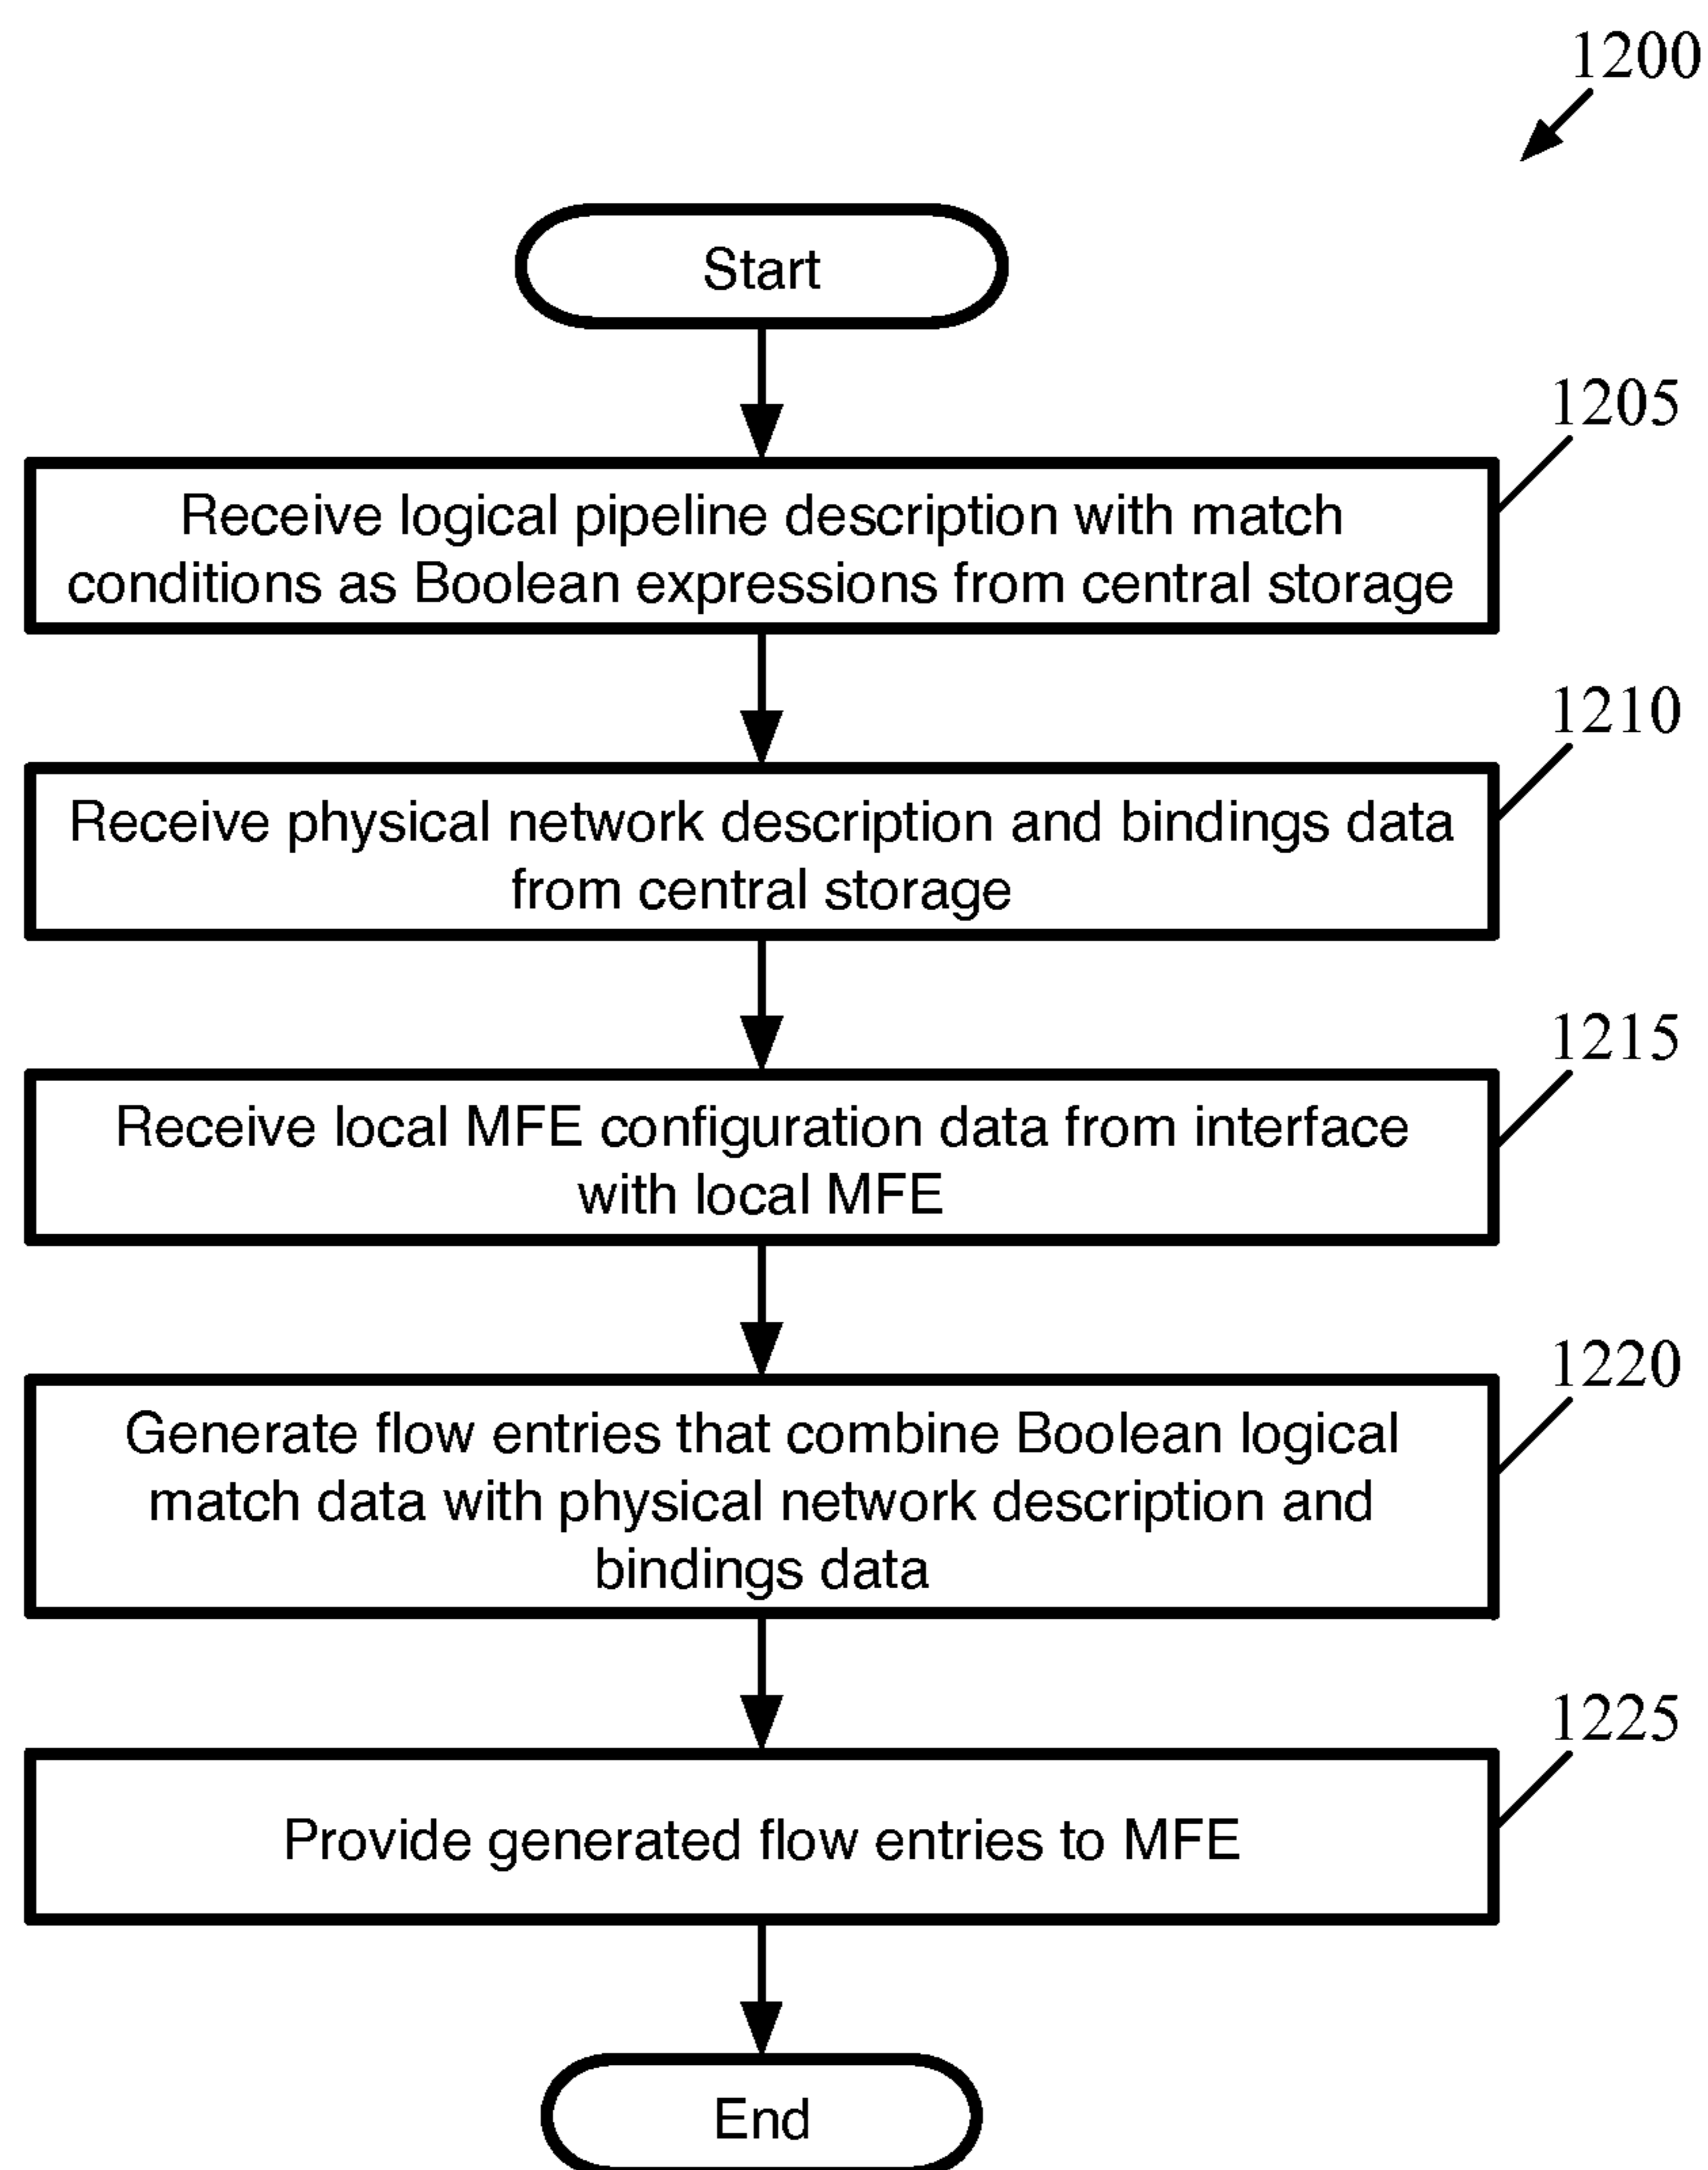 1200
Start
1205
Receive logical pipeline description with match
conditions as Boolean expressions from central storage
1210
Receive physical network description and bindings data
from central storage
1215
Receive local MFE configuration data from interface
with local MFE
1220
Generate flow entries that combine Boolean logical
match data with physical network description and
bindings data
1225
Provide generated flow entries to MFE
End